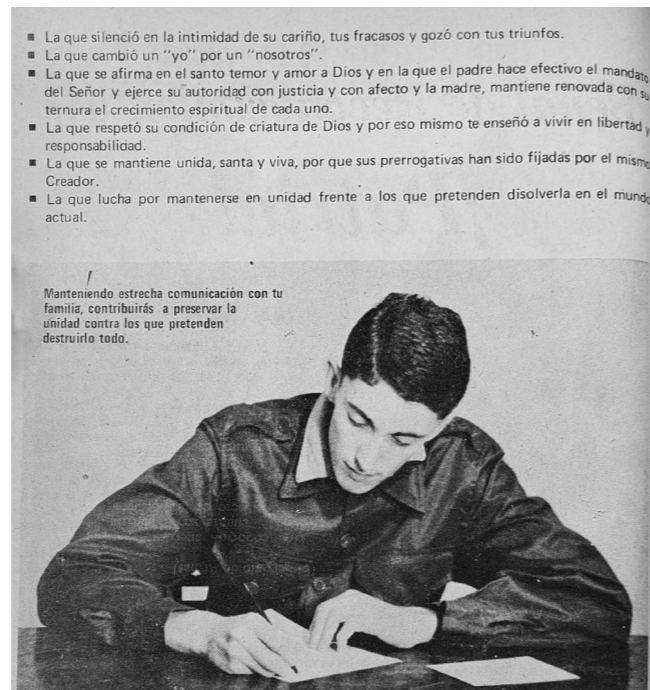 ■ La que silenció en la intimidad de su cariño, tus fracasos y gozó con tus triunfos.
■ La que cambió un "yo" por un "nosotros".
■ La que se afirma en el santo temor y amor a Dios y en la que el padre hace efectivo el mandato
del Señor y ejerce su autoridad con justicia y con afecto y la madre, mantiene renovada con su
ternura el crecimiento espiritual de cada uno.
■ La que respetó su condición de criatura de Dios y por eso mismo te enseñó a vivir en libertad y
responsabilidad.
■ La que se mantiene unida, santa y viva, por que sus prerrogativas han sido fijadas por el mismo
Creador.
■ La que lucha por mantenerse en unidad frente a los que pretenden disolverla en el mundo
actual.
Manteniendo estrecha comunicación con tu
familia, contribuirás a preservar la
unidad contra los que pretenden
destruirlo todo.